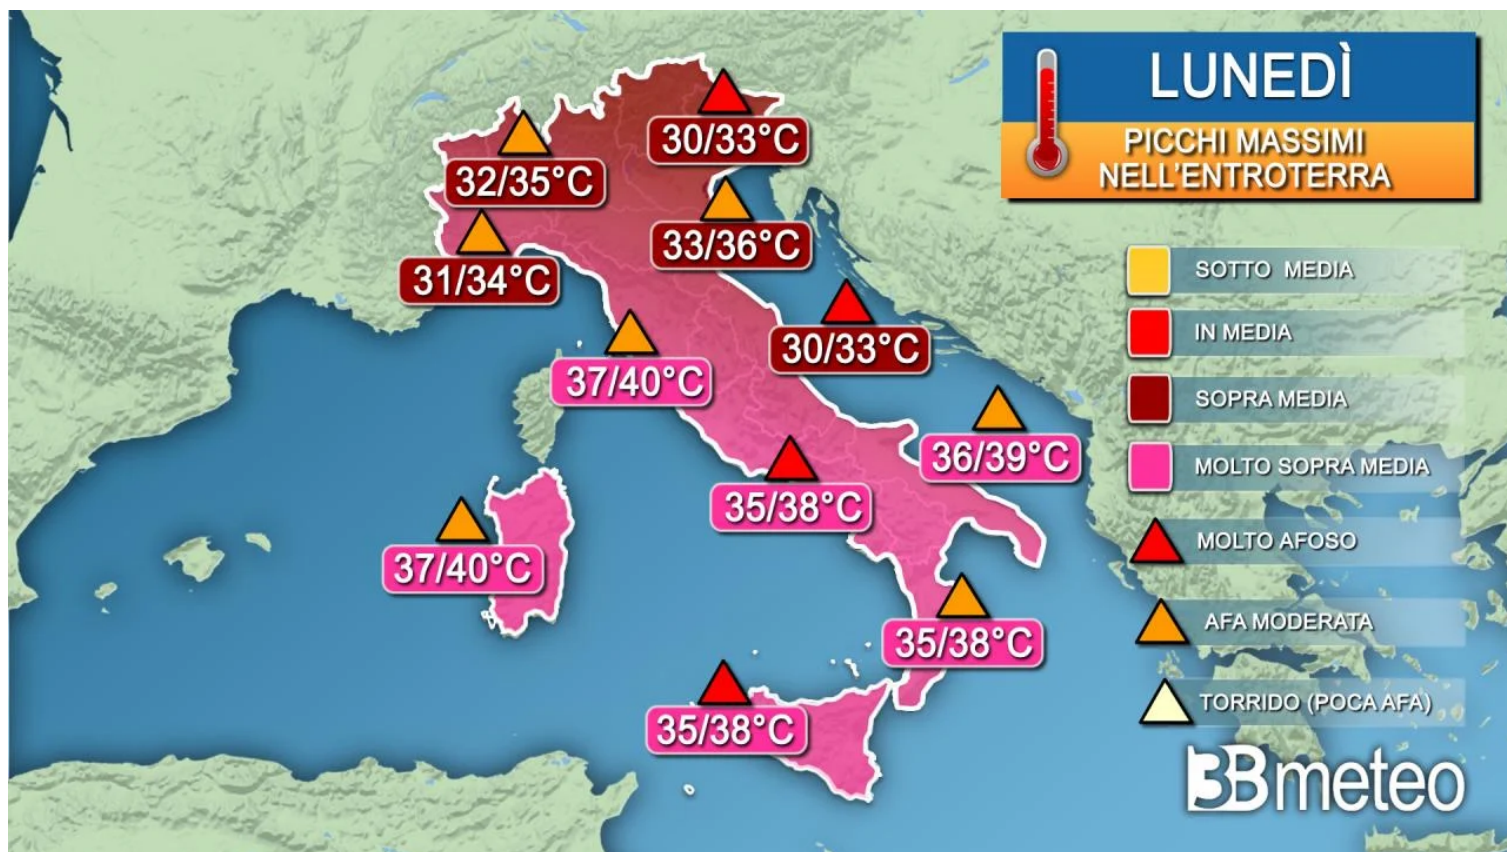 LUNEDÌ
PICCHI MASSIMI
NELL'ENTROTERRA
30/33°C
32/35°C
33/36°C
31/34°C
30/33°C
37/40°C
36/39°C
35/38°C
37/40°C
35/38°C
35/38°C
SOTTO MEDIA
IN MEDIA
SOPRA MEDIA
MOLTO SOPRA MEDIA
MOLTO AFOSO
AFA MODERATA
TORRIDO (POCA AFA)
3Bmeteo